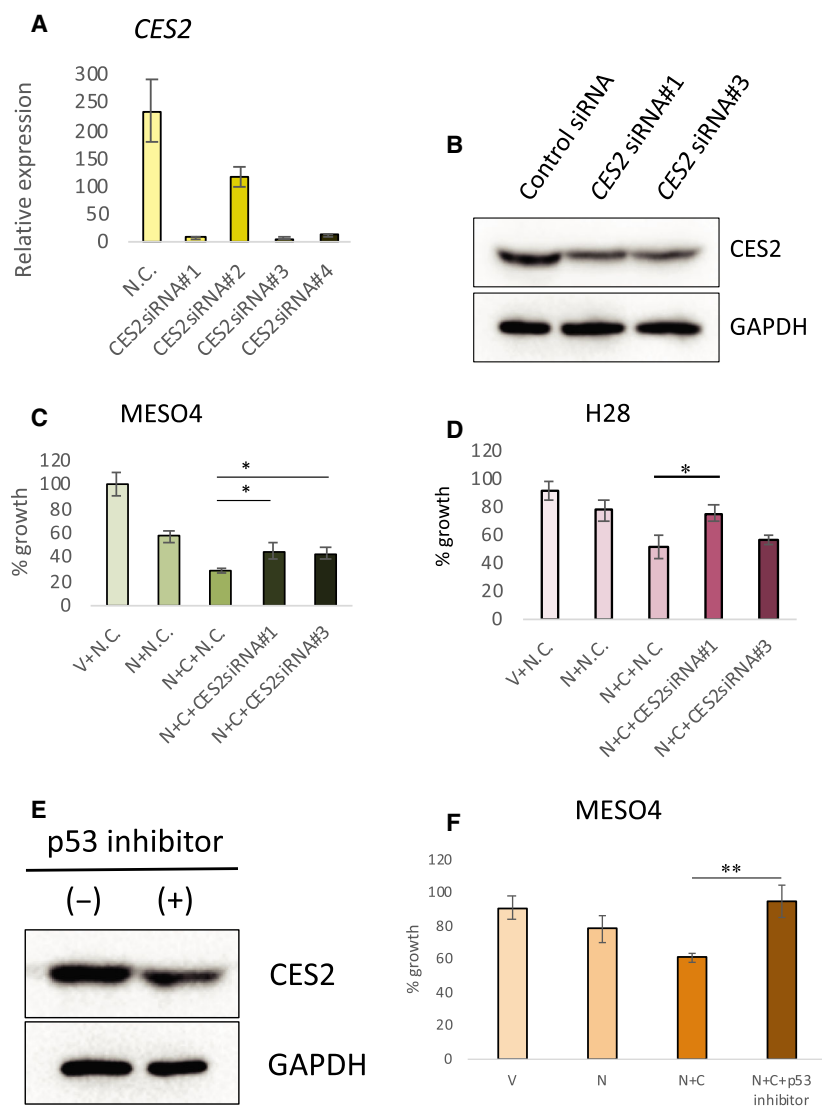 A
CES2
Relative expression
300
250
200
150
100
50
0
N.C.
CES2siRNA#1
CES2siRNA#2
CES2siRNA#3
CES2siRNA#4
B
Control siRNA
CES2 siRNA#1
CES2 siRNA#3
CES2
GAPDH
C
MESO4
% growth
120
100
80
60
40
20
0
*
*
V+N.C.
N+N.C.
N+C+N.C.
N+C+CES2siRNA#1
N+C+CES2siRNA#3
D
H28
% growth
120
100
80
60
40
20
0
*
V+N.C.
N+N.C.
N+C+N.C.
N+C+CES2siRNA#1
N+C+CES2siRNA#3
E
p53 inhibitor
(−) (+)
CES2
GAPDH
F
MESO4
% growth
120
100
80
60
40
20
0
**
V
N
N+C
N+C+p53
inhibitor